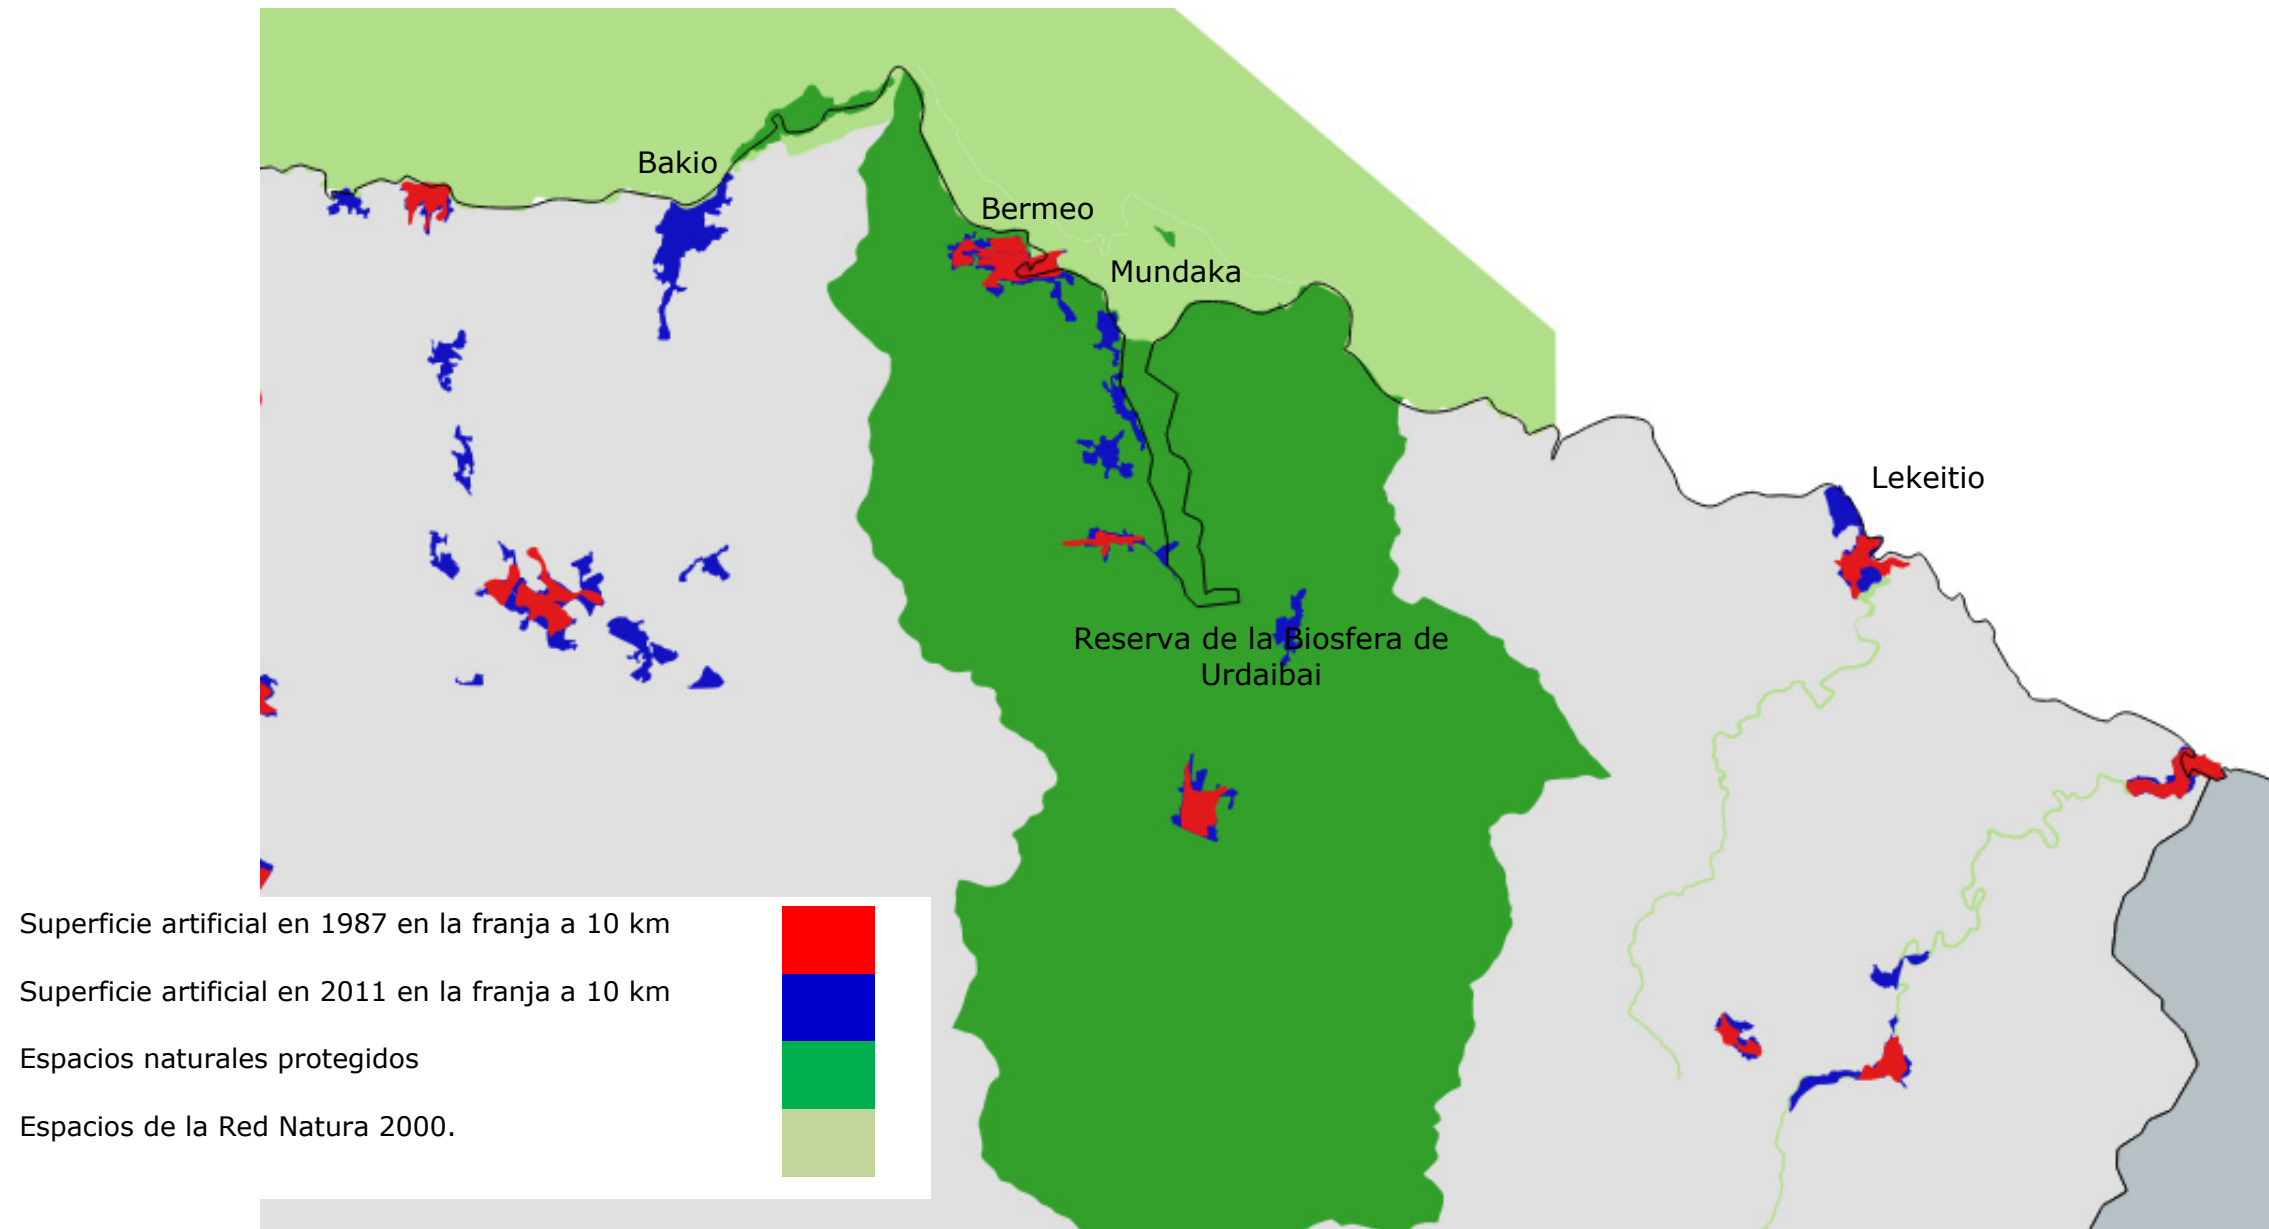 Bakio
Bermeo
Mundaka
Lekeitio
Reserva de la Biosfera de
Urdaibai
Superficie artificial en 1987 en la franja a 10 km
Superficie artificial en 2011 en la franja a 10 km
Espacios naturales protegidos
Espacios de la Red Natura 2000.